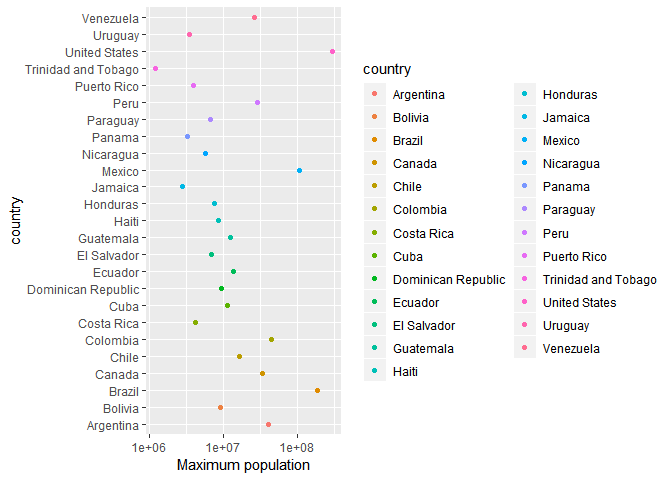 Venezuela
Uruguay
United States
Trinidad and Tobago
Puerto Rico
Peru
Paraguay
Panama
Nicaragua
Mexico
Jamaica
Honduras
Haiti
Guatemala
El Salvador
Ecuador
Dominican Republic
Cuba
Costa Rica
Colombia
Chile
Canada
Brazil
Bolivia
Argentina
country
1e+06 1e+07 1e+08
Maximum population
country
Argentina
Bolivia
Brazil
Canada
Chile
Colombia
Costa Rica
Cuba
Dominican Republic
Ecuador
El Salvador
Guatemala
Haiti
Honduras
Jamaica
Mexico
Nicaragua
Panama
Paraguay
Peru
Puerto Rico
Trinidad and Tobago
United States
Uruguay
Venezuela